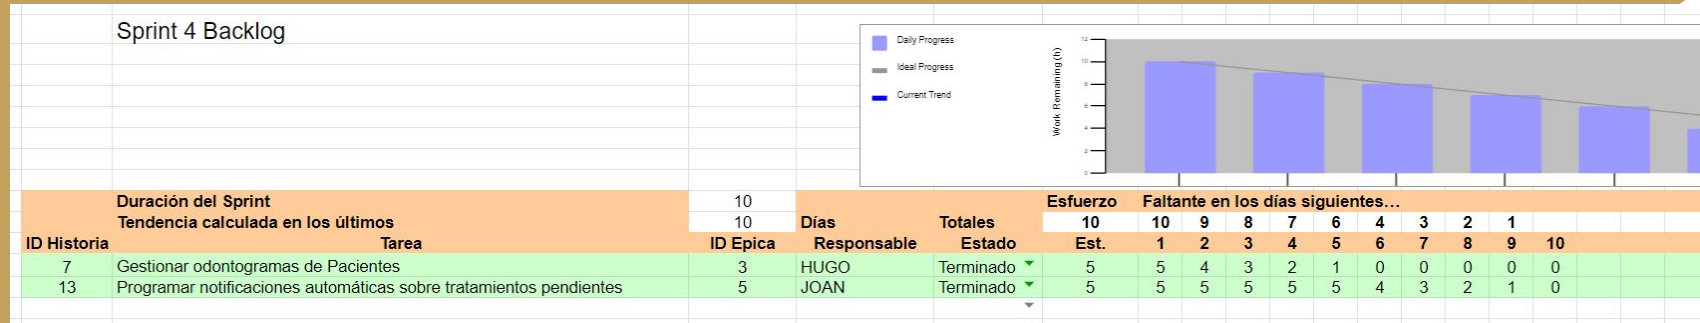 Sprint 4 Backlog
Daily Progress
Ideal Progress
Current Trend
Work Remaining (h)
12
10
8
6
4
2
0
Duración del Sprint 10 Esfuerzo Faltante en los días siguientes...
Tendencia calculada en los últimos 10 Días Totales 10 10 9 8 7 6 4 3 2 1
ID Historia Tarea ID Epica Responsable Estado Est. 1 2 3 4 5 6 7 8 9 10
7 Gestionar odontogramas de Pacientes 3 HUGO Terminado 5 5 4 3 2 1 0 0 0 0 0
13 Programar notificaciones automáticas sobre tratamientos pendientes 5 JOAN Terminado 5 5 5 5 5 5 4 3 2 1 0